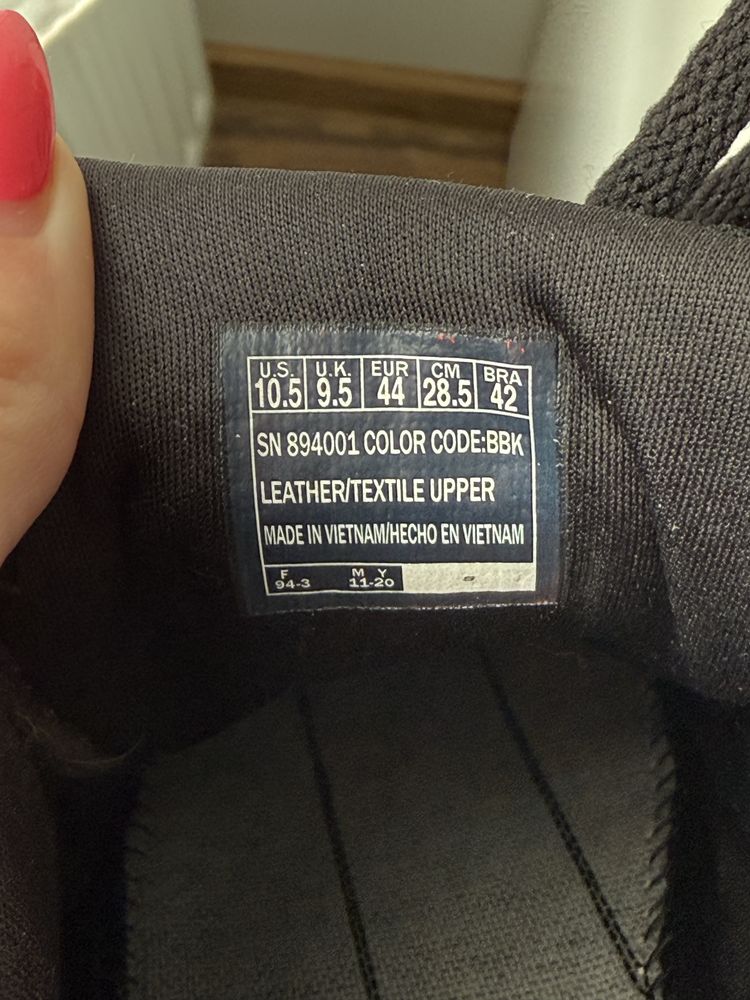 U.S. U.K. EUR CM BRA
10.5 9.5 44 28.5 42
SN 894001 COLOR CODE:BBK
LEATHER/TEXTILE UPPER
MADE IN VIETNAM/HECHO EN VIETNAM
F M Y
94-3 11-20